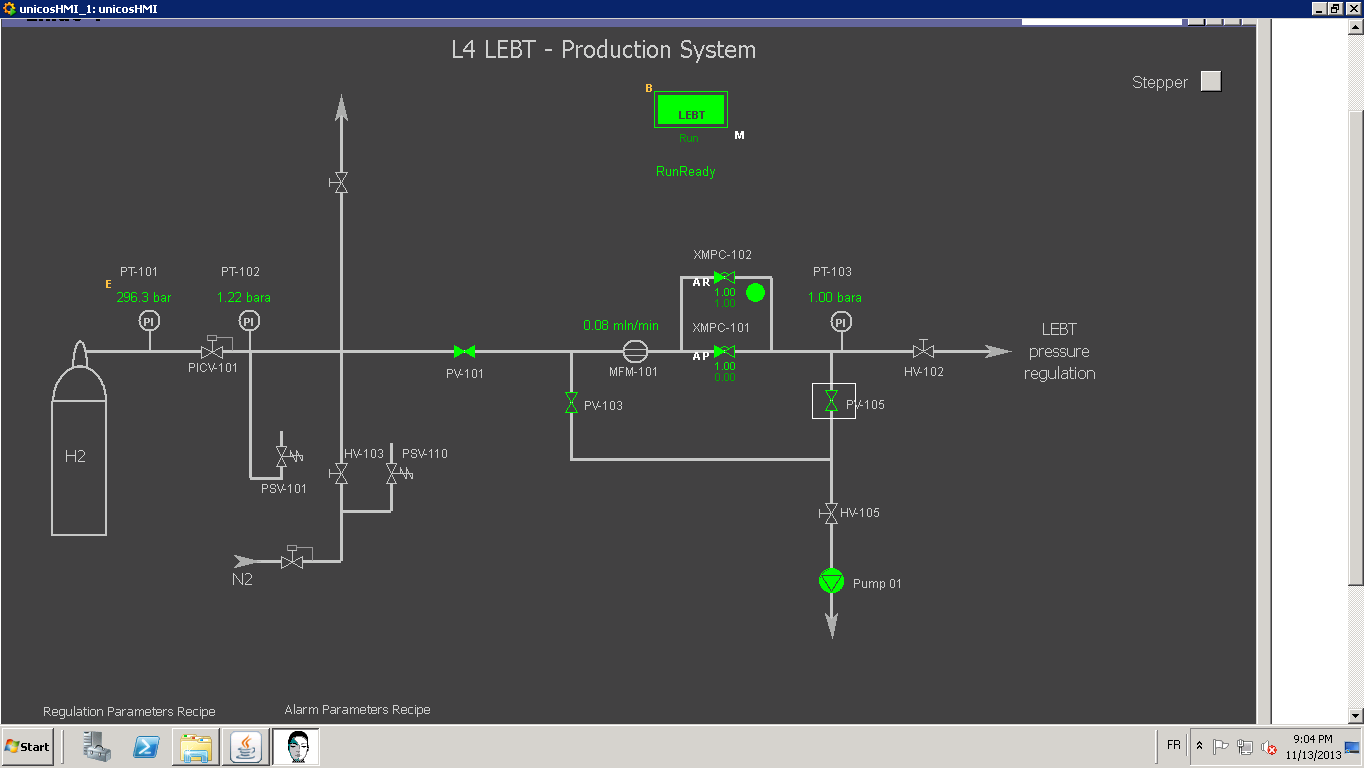 unicosHMI_1: unicosHMI
L4 LEBT - Production System
Stepper
B
LEBT
Run
M
RunReady
XMPC-102
PT-101
PT-102
PT-103
E
296.3 bar
1.22 bara
AR
1.00
1.00
1.00 bara
PI
PI
PI
0.08 mln/min
XMPC-101
LEBT
pressure
regulation
AP
1.00
0.00
PICV-101
PV-101
MFM-101
HV-102
PV-103
PV-105
H2
HV-103
PSV-110
PSV-101
HV-105
N2
Pump 01
Regulation Parameters Recipe
Alarm Parameters Recipe
Start
FR
9:04 PM
11/13/2013